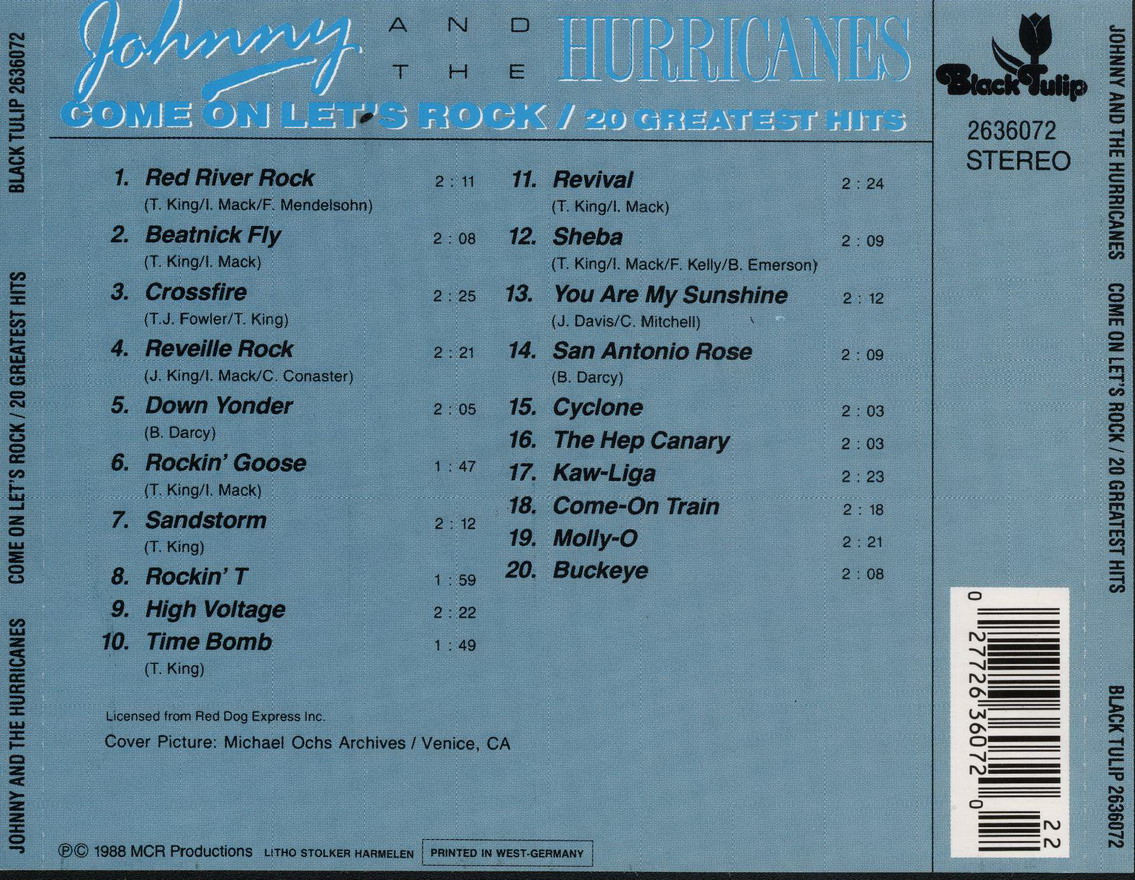 Johnny AND THE HURRICANES
COME ON LET'S ROCK / 20 GREATEST HITS
1. Red River Rock 2 : 11
(T. King/I. Mack/F. Mendelsohn)
2. Beatnick Fly 2 : 08
(T. King/I. Mack)
3. Crossfire 2 : 25
(T.J. Fowler/T. King)
4. Reveille Rock 2 : 21
(J. King/I. Mack/C. Conaster)
5. Down Yonder 2 : 05
(B. Darcy)
6. Rockin' Goose 1 : 47
(T. King/I. Mack)
7. Sandstorm 2 : 12
(T. King)
8. Rockin' T 1 : 59
9. High Voltage 2 : 22
10. Time Bomb 1 : 49
(T. King)
11. Revival 2 : 24
(T. King/I. Mack)
12. Sheba 2 : 09
(T. King/I. Mack/F. Kelly/B. Emerson)
13. You Are My Sunshine 2 : 12
(J. Davis/C. Mitchell)
14. San Antonio Rose 2 : 09
(B. Darcy)
15. Cyclone 2 : 03
16. The Hep Canary 2 : 03
17. Kaw-Liga 2 : 23
18. Come-On Train 2 : 18
19. Molly-O 2 : 21
20. Buckeye 2 : 08
Licensed from Red Dog Express Inc.
Cover Picture: Michael Ochs Archives / Venice, CA
℗© 1988 MCR Productions LITHO STOLKER HARMELEN PRINTED IN WEST-GERMANY
Black Tulip
2636072
STEREO
0 27726 36072 0 22
JOHNNY AND THE HURRICANES COME ON LET'S ROCK / 20 GREATEST HITS BLACK TULIP 2636072
JOHNNY AND THE HURRICANES COME ON LET'S ROCK / 20 GREATEST HITS BLACK TULIP 2636072